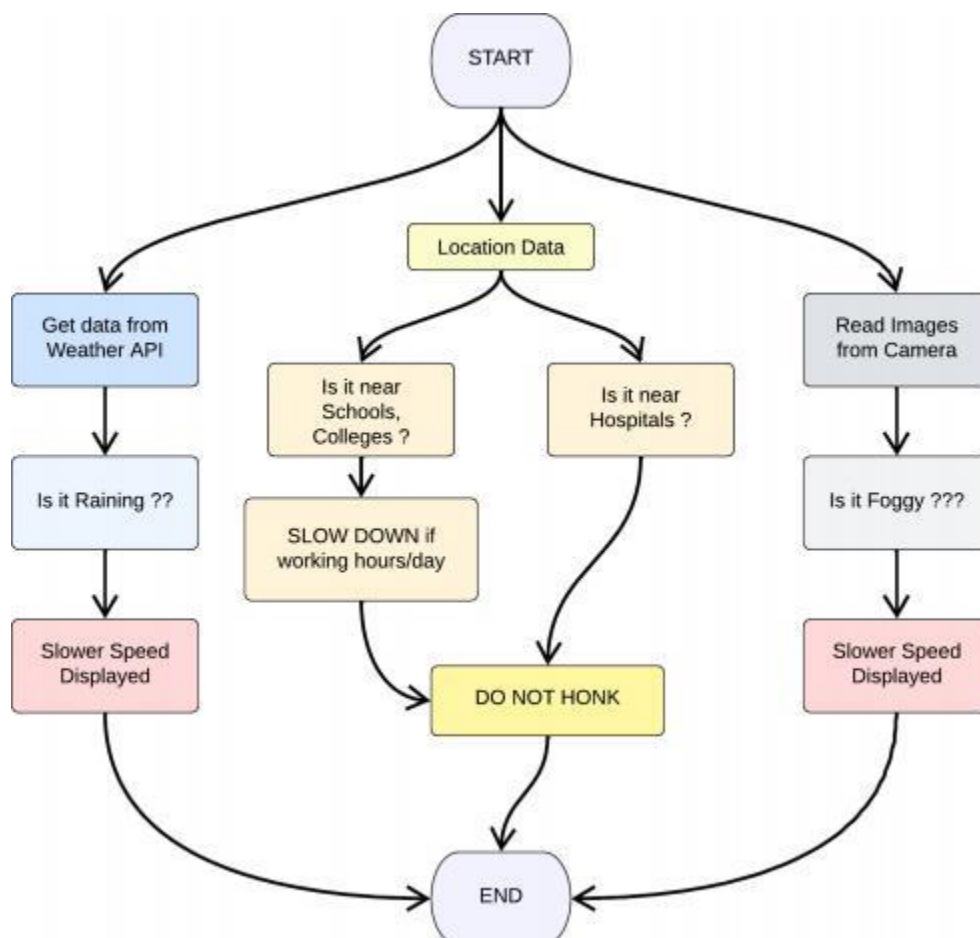 START
Location Data
Get data from
Weather API
Read Images
from Camera
Is it near
Schools,
Colleges ?
Is it near
Hospitals ?
Is it Raining ??
Is it Foggy ???
SLOW DOWN if
working hours/day
Slower Speed
Displayed
Slower Speed
Displayed
DO NOT HONK
END